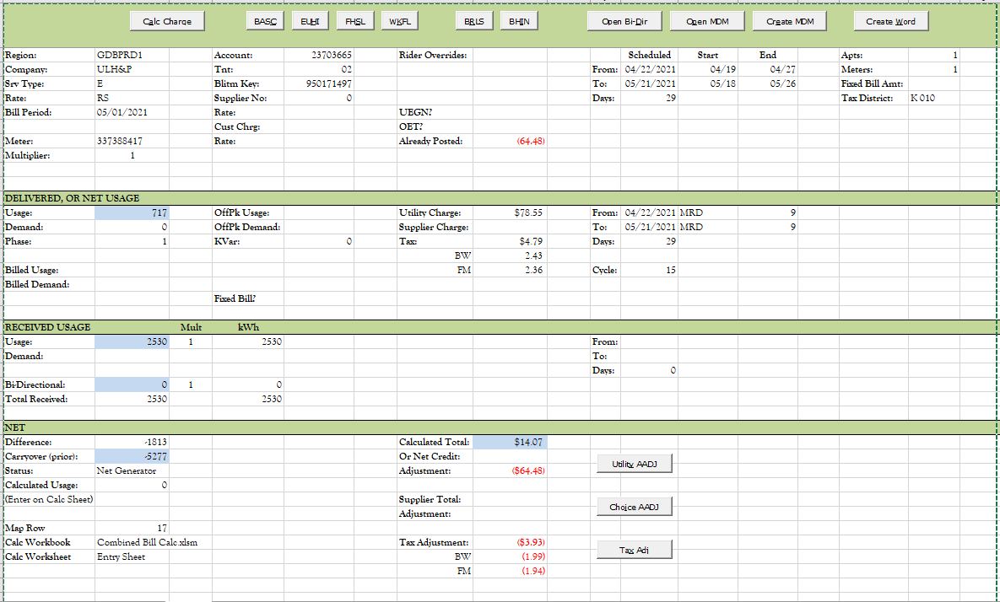 Calc Charge BASC EUHI FHSL WKFL BRLS BHIN Open Bi-Dir Open MDM Create MDM Create Word
Region: GDBPRD1 Account: 23703665 Rider Overrides: Scheduled Start End Apts: 1
Company: ULH&P Tnt: 02 From: 04/22/2021 04/19 04/27 Meters: 1
Srv Type: E Blitm Key: 950171497 To: 05/21/2021 05/18 05/26 Fixed Bill Amt:
Rate: RS Supplier No: 0 Days: 29 Tax District: K 010
Bill Period: 05/01/2021 Rate: UEGN?
Cust Chrg: OET?
Meter: 337388417 Rate: Already Posted: (64.48)
Multiplier: 1
DELIVERED, OR NET USAGE
Usage: 717 OffPk Usage: Utility Charge: $78.55 From: 04/22/2021 MRD 9
Demand: 0 OffPk Demand: Supplier Charge: To: 05/21/2021 MRD 9
Phase: 1 KVar: 0 Tax: $4.79 Days: 29
BW 2.43
Billed Usage: FM 2.36 Cycle: 15
Billed Demand:
Fixed Bill?
RECEIVED USAGE Mult kWh
Usage: 2530 1 2530 From:
Demand: To:
Days: 0
Bi-Directional: 0 1 0
Total Received: 2530 2530
NET
Difference: -1813 Calculated Total: $14.07
Carryover (prior): -5277 Or Net Credit:
Status: Net Generator Adjustment: ($64.48) Utility AADJ
Calculated Usage: 0
(Enter on Calc Sheet) Supplier Total:
Adjustment: Choice AADJ
Map Row 17
Calc Workbook Combined Bill Calc.xlsm Tax Adjustment: ($3.93) Tax Adj
Calc Worksheet Entry Sheet BW (1.99)
FM (1.94)